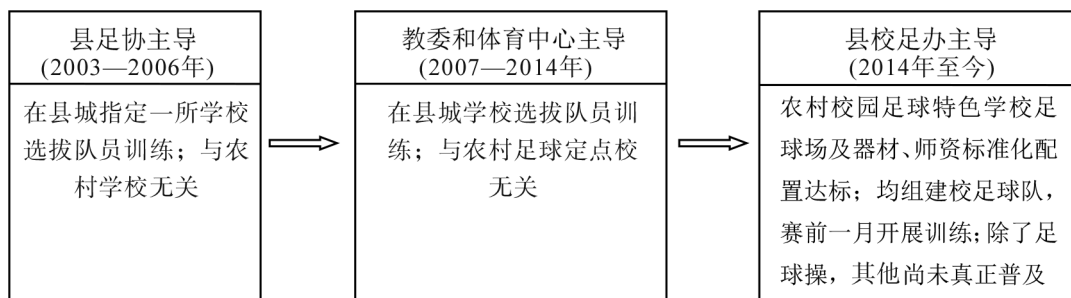 县足协主导
(2003—2006年)
在县城指定一所学校
选拔队员训练；与农
村学校无关
教委和体育中心主导
(2007—2014年)
在县城学校选拔队员训
练；与农村足球定点校
无关
县校足办主导
(2014年至今)
农村校园足球特色学校足
球场及器材、师资标准化配
置达标；均组建校足球队，
赛前一月开展训练；除了足
球操，其他尚未真正普及